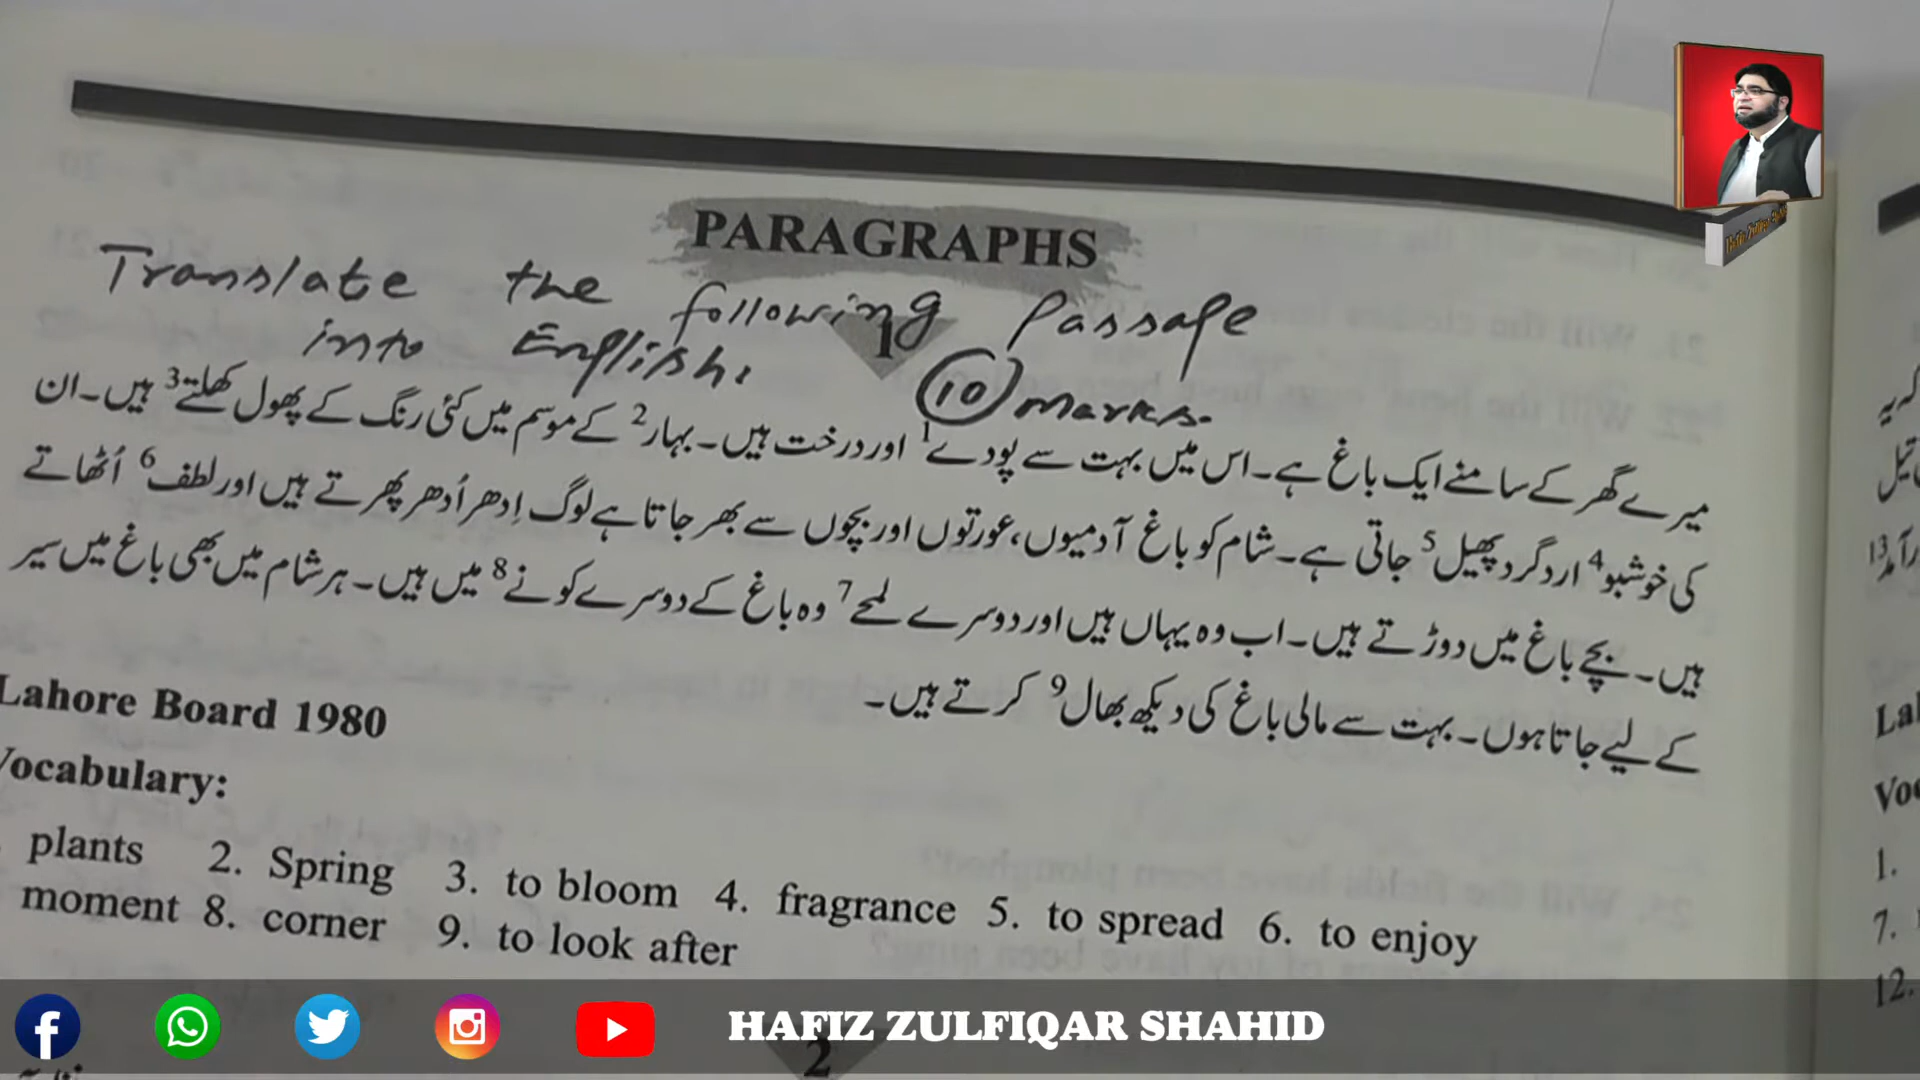 PARAGRAPHS
Translate the following Passage
into English.
1
10 marks.
میرے گھر کے سامنے ایک باغ ہے۔ اس میں بہت سے پودے1 اور درخت ہیں۔ بہار2 کے موسم میں کئی رنگ کے پھول کھلتے3 ہیں۔ ان
کی خوشبو4 اردگرد پھیل5 جاتی ہے۔ شام کو باغ آدمیوں، عورتوں اور بچوں سے بھر جاتا ہے لوگ اِدھر اُدھر پھرتے ہیں اور لطف6 اُٹھاتے
ہیں۔ بچے باغ میں دوڑتے ہیں۔ اب وہ یہاں ہیں اور دوسرے لمحے7 وہ باغ کے دوسرے کونے8 میں ہیں۔ ہر شام میں بھی باغ میں سیر
کے لیے جاتا ہوں۔ بہت سے مالی باغ کی دیکھ بھال9 کرتے ہیں۔
Lahore Board 1980
Vocabulary:
plants 2. Spring 3. to bloom 4. fragrance 5. to spread 6. to enjoy
moment 8. corner 9. to look after
HAFIZ ZULFIQAR SHAHID
2
1.
7.
12.